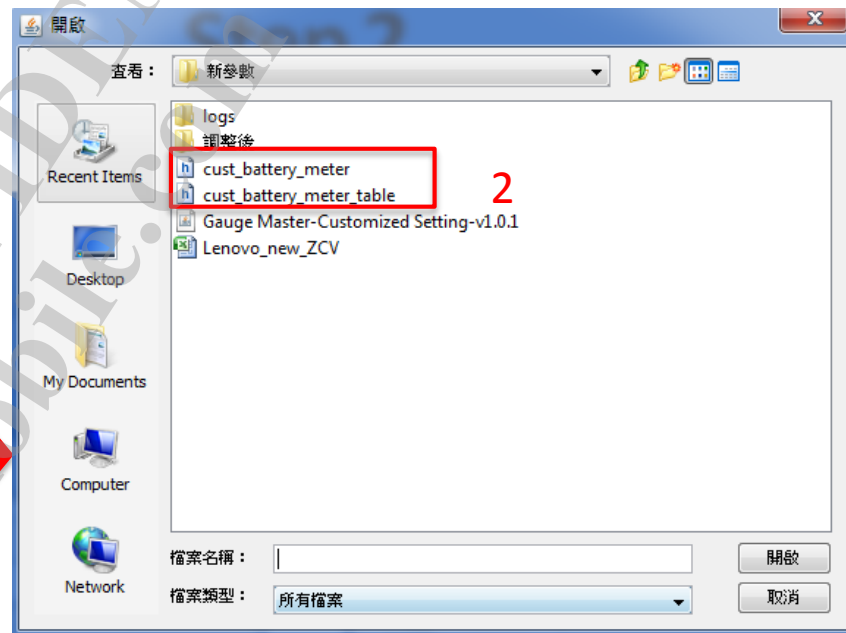 開啟
查看：
新參數
logs
調整後
cust_battery_meter
cust_battery_meter_table
2
Gauge Master-Customized Setting-v1.0.1
Lenovo_new_ZCV
Recent Items
Desktop
My Documents
Computer
Network
檔案名稱：
開啟
檔案類型：
所有檔案
取消